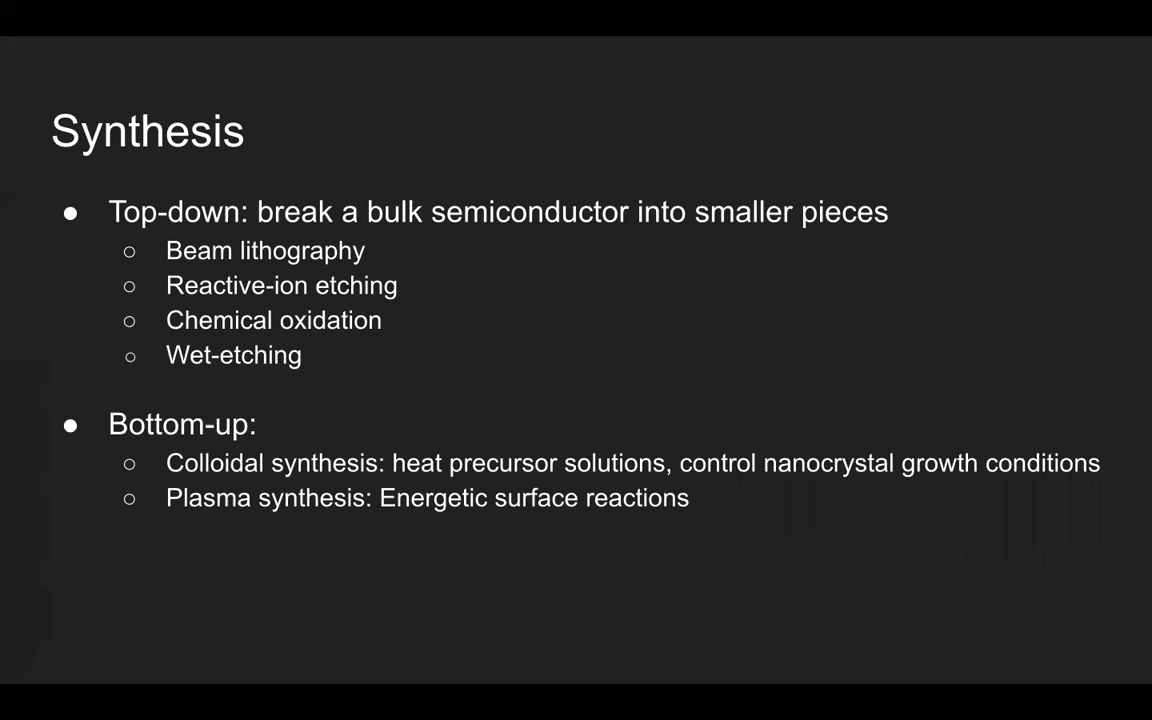 Synthesis
● Top-down: break a bulk semiconductor into smaller pieces
○ Beam lithography
○ Reactive-ion etching
○ Chemical oxidation
○ Wet-etching
● Bottom-up:
○ Colloidal synthesis: heat precursor solutions, control nanocrystal growth conditions
○ Plasma synthesis: Energetic surface reactions